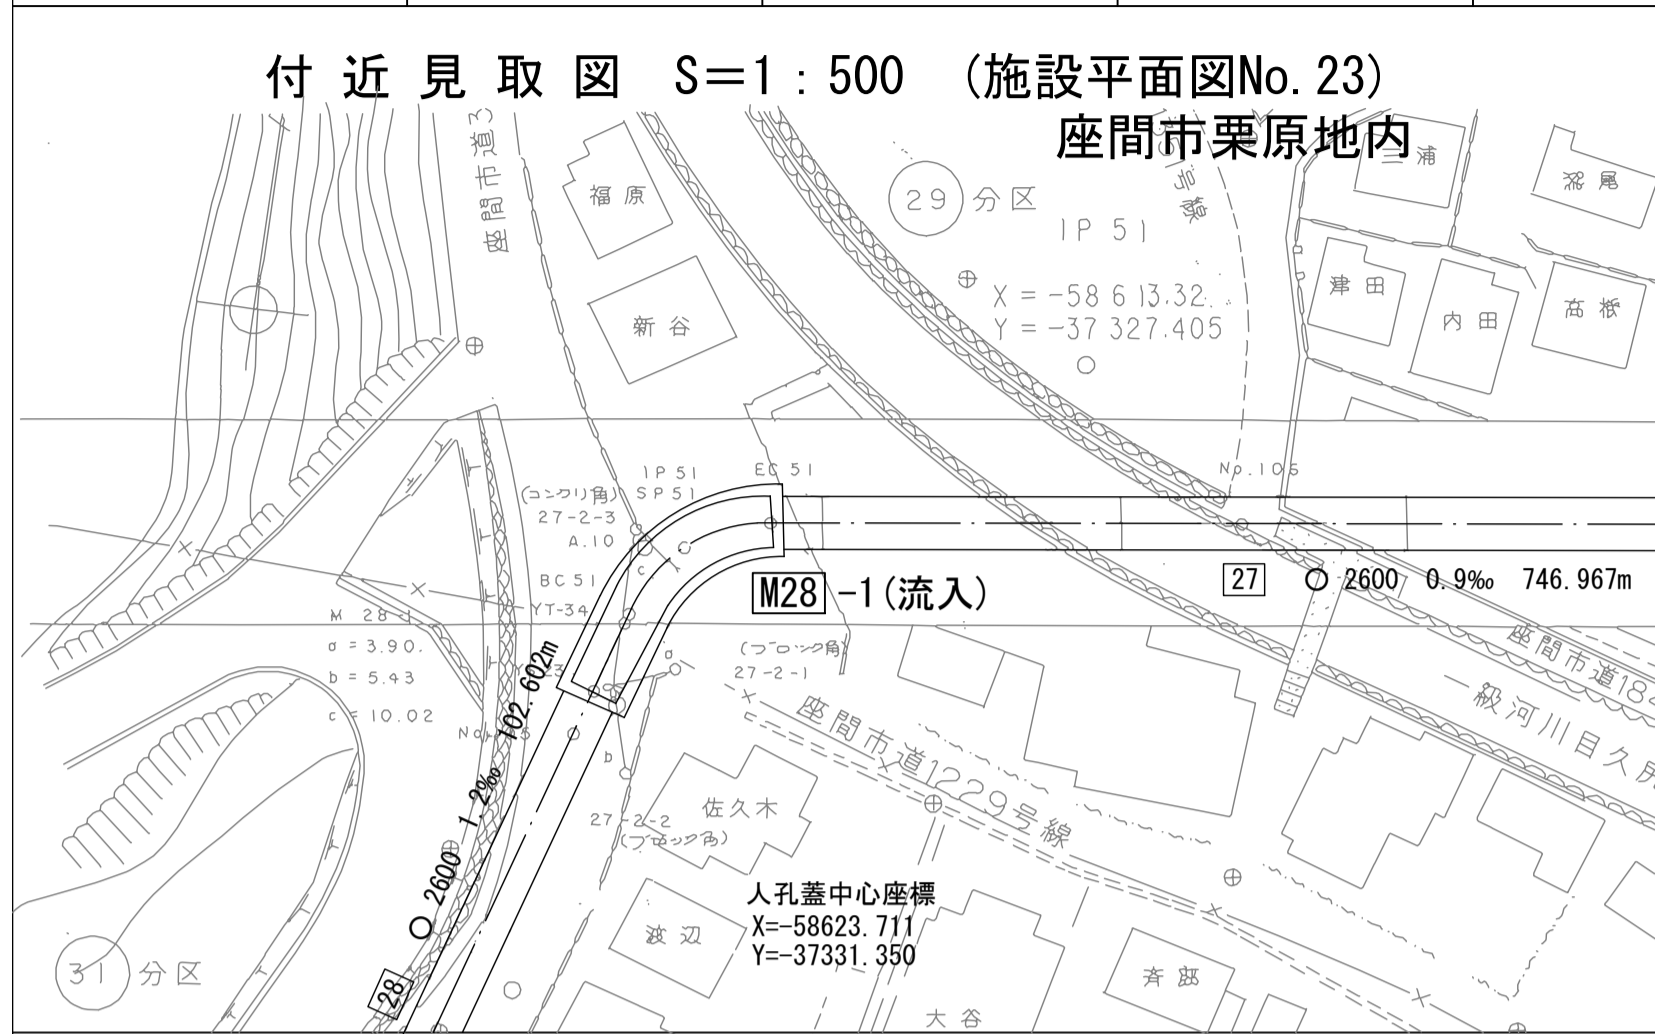 付近見取図 S=1:500 (施設平面図No.23)
座間市栗原地内
座間市道3
福原
新谷
29 分区
351号線
IP 51
X = -58 613.32
Y = -37 327.405
三浦
津田
内田
高橋
IP 51
EC 51
SP 51
(コンクリ角)
27-2-3
A.10
No.106
BC 51
YT-34
c
M28 -1(流入)
27 ○ 2600 0.9‰ 746.967m
M 28-1
a = 3.90
b = 5.43
c = 10.02
(ブロック角)
27-2-1
a
b
座間市道184
一級河川目久尻
座間市道1229号線
28 ○ 2600 1.2‰ 102.602m
佐久木
27-2-2
(ブロック角)
人孔蓋中心座標
X=-58623.711
Y=-37331.350
渡辺
31 分区
大谷